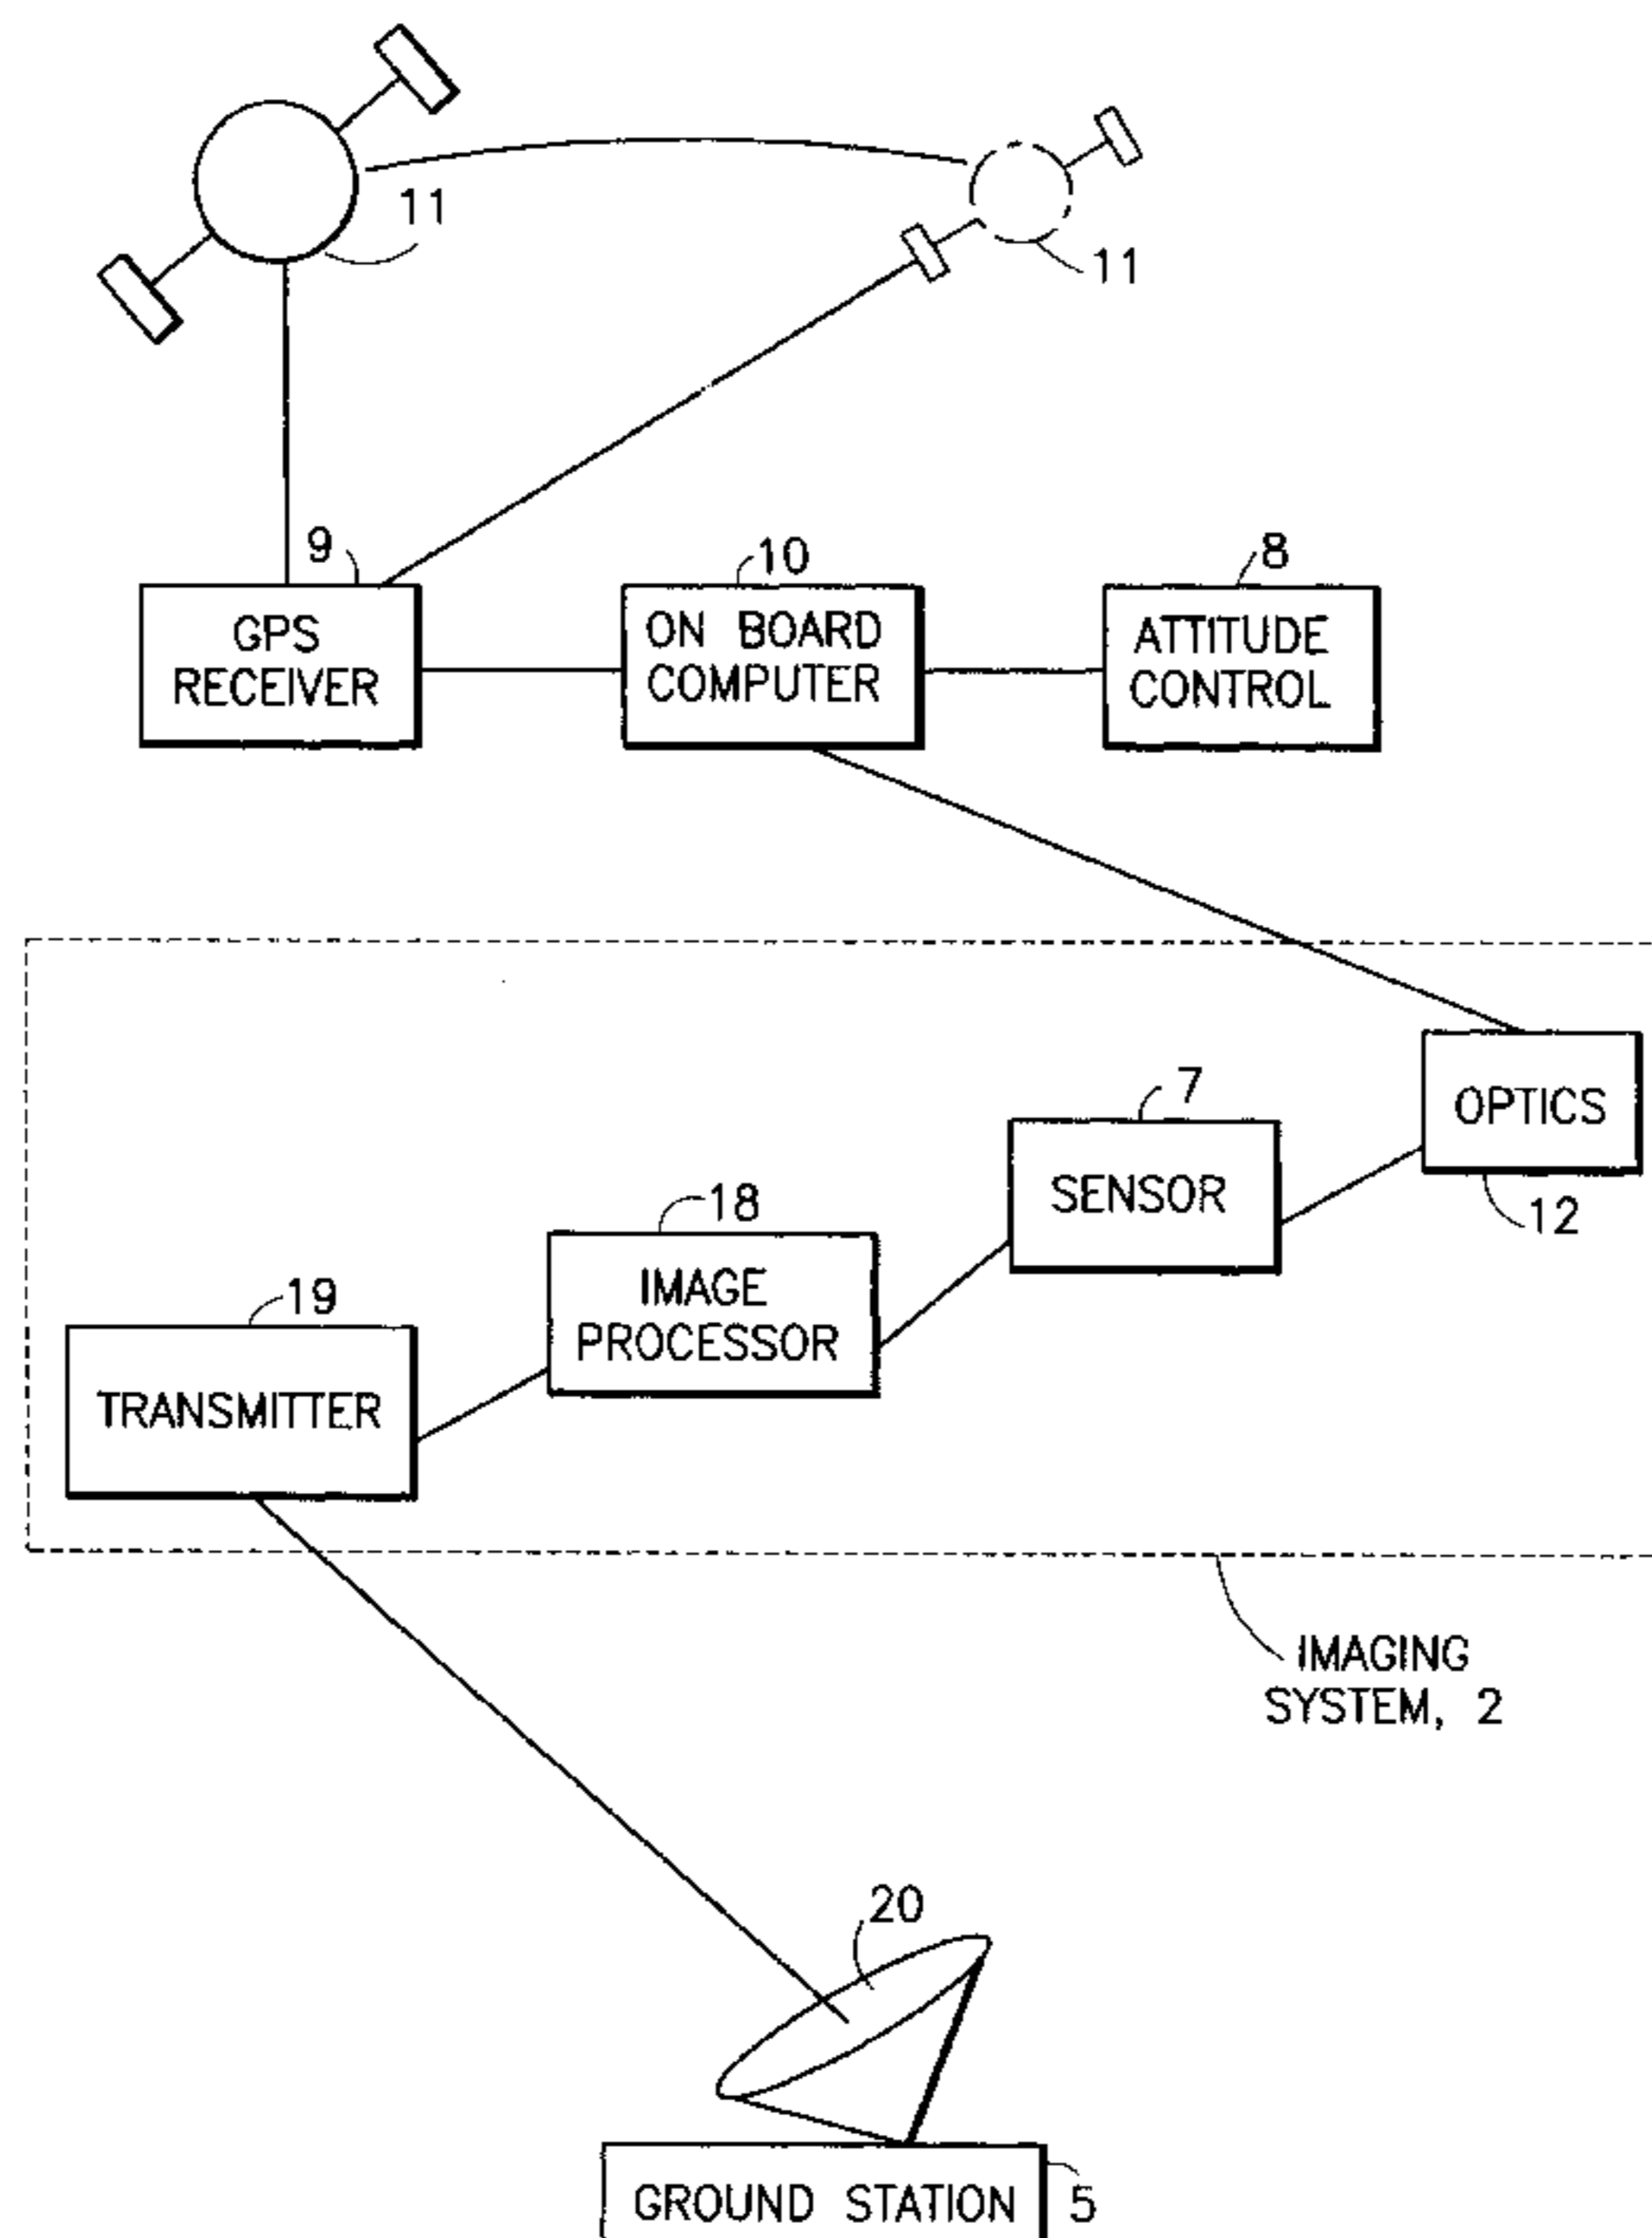 11
11
9
10
8
GPS
RECEIVER
ON BOARD
COMPUTER
ATTITUDE
CONTROL
7
OPTICS
12
SENSOR
18
IMAGE
PROCESSOR
19
TRANSMITTER
IMAGING
SYSTEM, 2
20
GROUND STATION
5